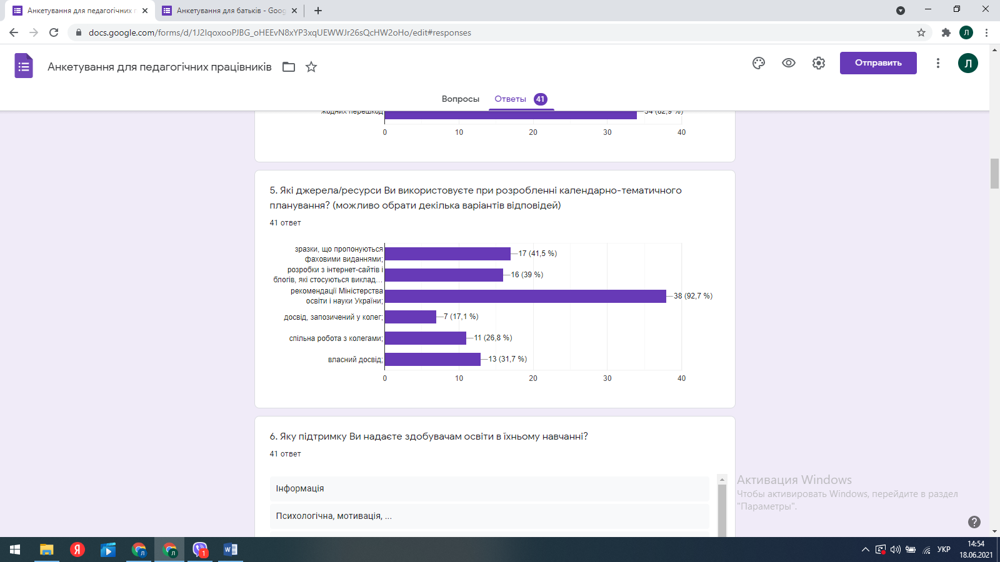 Анкетування для педагогічних п
Анкетування для батьків - Goog
docs.google.com/forms/d/1J2IqoxooPJBG_oHEEvN8xYP3xqUEWWJr26sQcHW2oHo/edit#responses
Л
Анкетування для педагогічних працівників
Отправить
Л
Вопросы
Ответы 41
жодних перешкод
34 (82,9 %)
0 10 20 30 40
5. Які джерела/ресурси Ви використовуєте при розробленні календарно-тематичного
планування? (можливо обрати декілька варіантів відповідей)
41 ответ
зразки, що пропонуються
фаховими виданнями;
17 (41,5 %)
розробки з інтернет-сайтів і
блогів, які стосуються виклад...
16 (39 %)
рекомендації Міністерства
освіти і науки України;
38 (92,7 %)
досвід, запозичений у колег;
7 (17,1 %)
спільна робота з колегами;
11 (26,8 %)
власний досвід;
13 (31,7 %)
0 10 20 30 40
6. Яку підтримку Ви надаєте здобувачам освіти в їхньому навчанні?
41 ответ
Інформація
Психологічна, мотивація, ...
Активация Windows
Чтобы активировать Windows, перейдите в раздел
"Параметры".
Я
Л
Л
1
УКР
14:54
18.06.2021